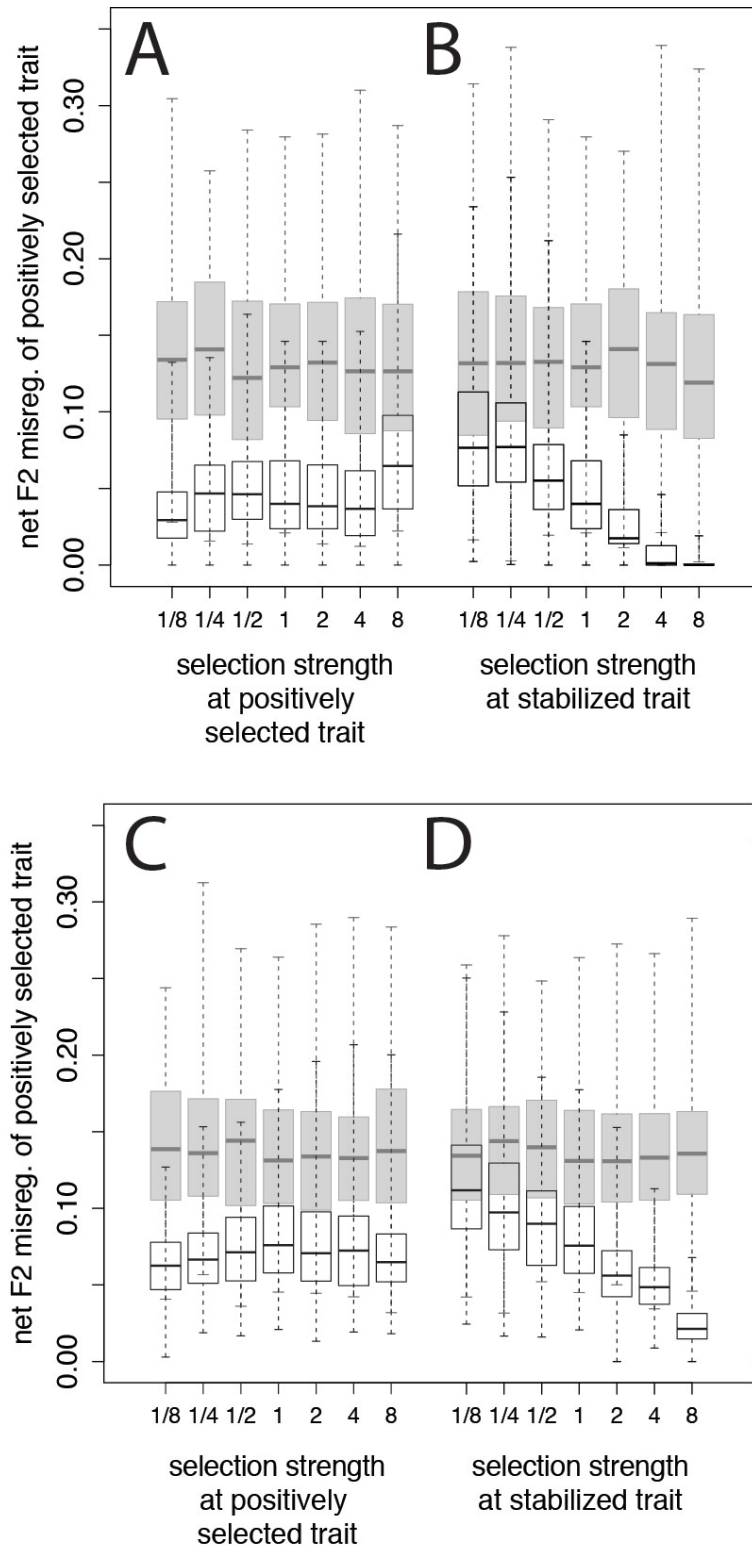 A
B
net F2 misreg. of positively selected trait
0.30
0.20
0.10
0.00
1/8 1/4 1/2 1 2 4 8
1/8 1/4 1/2 1 2 4 8
selection strength
at positively
selected trait
selection strength
at stabilized trait
C
D
net F2 misreg. of positively selected trait
0.30
0.20
0.10
0.00
1/8 1/4 1/2 1 2 4 8
1/8 1/4 1/2 1 2 4 8
selection strength
at positively
selected trait
selection strength
at stabilized trait